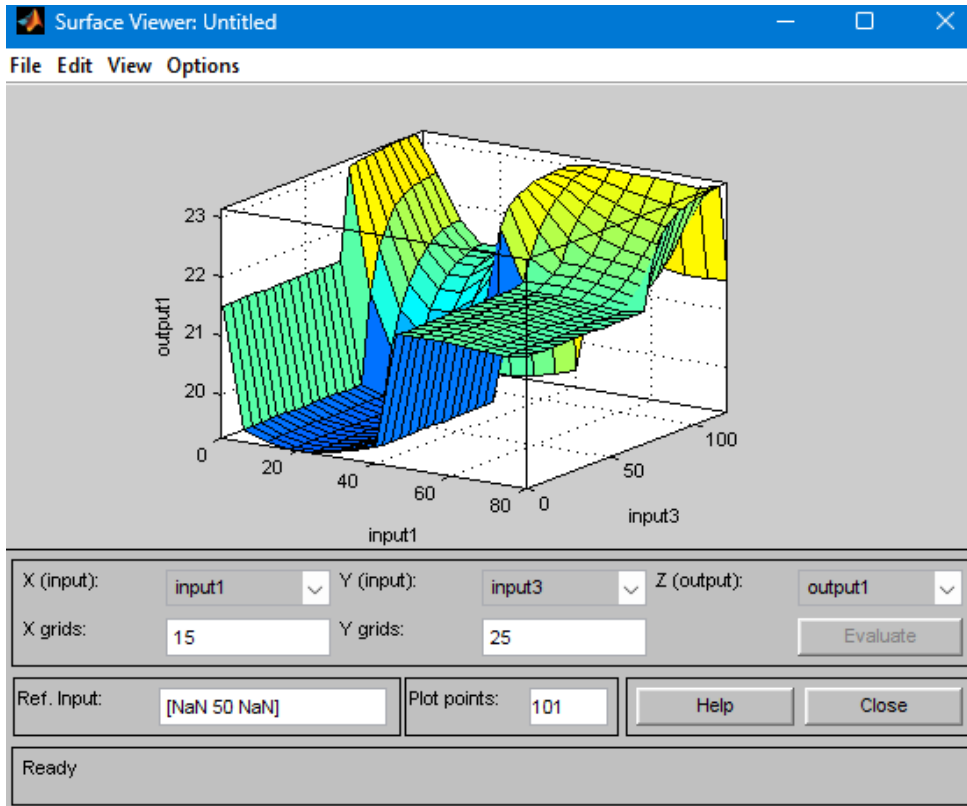 Surface Viewer: Untitled
File Edit View Options
23
22
21
20
output1
0
20
40
60
80
input1
0
50
100
input3
X (input): input1 Y (input): input3 Z (output): output1
X grids: 15 Y grids: 25 Evaluate
Ref. Input: [NaN 50 NaN] Plot points: 101 Help Close
Ready